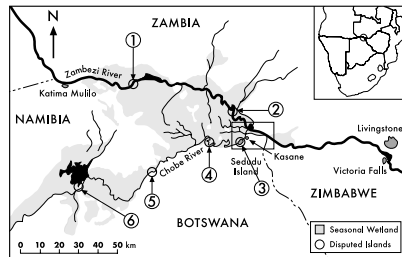 ZAMBIA
N
1
Zambezi River
Katima Mulilo
2
NAMIBIA
Livingstone
Kasane
Chobe River
Sedudu
Island
Victoria Falls
4
3
5
ZIMBABWE
6
BOTSWANA
Seasonal Wetland
Disputed Islands
0 10 20 30 40 50
km